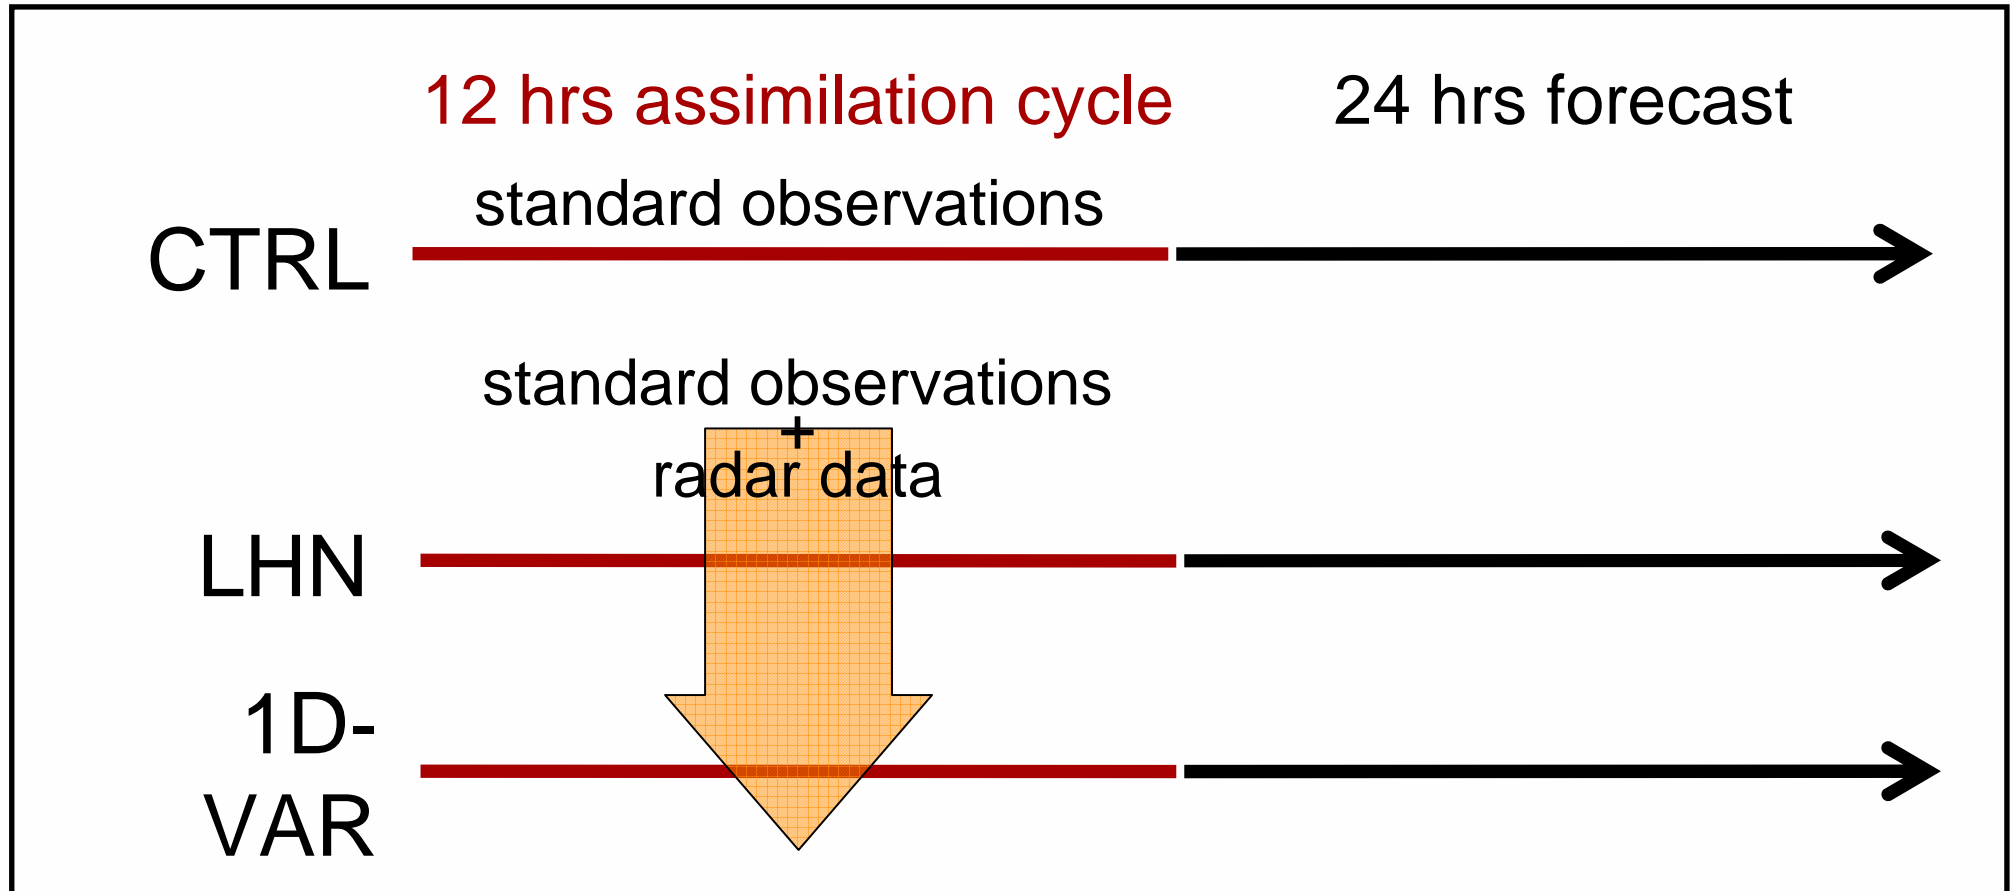 12 hrs assimilation cycle 24 hrs forecast
standard observations
CTRL
standard observations
+
radar data
LHN
1D-
VAR